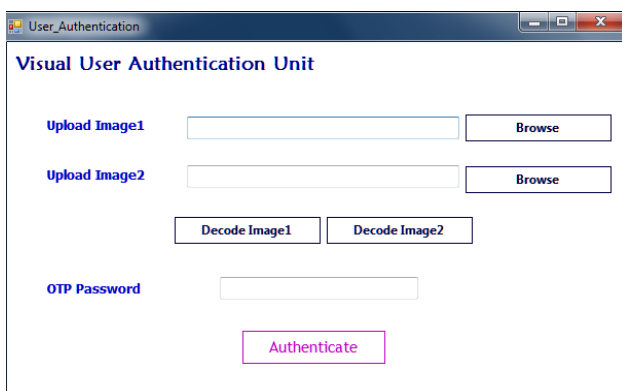 User_Authentication
Visual User Authentication Unit
Upload Image1
Browse
Upload Image2
Browse
Decode Image1 Decode Image2
OTP Password
Authenticate